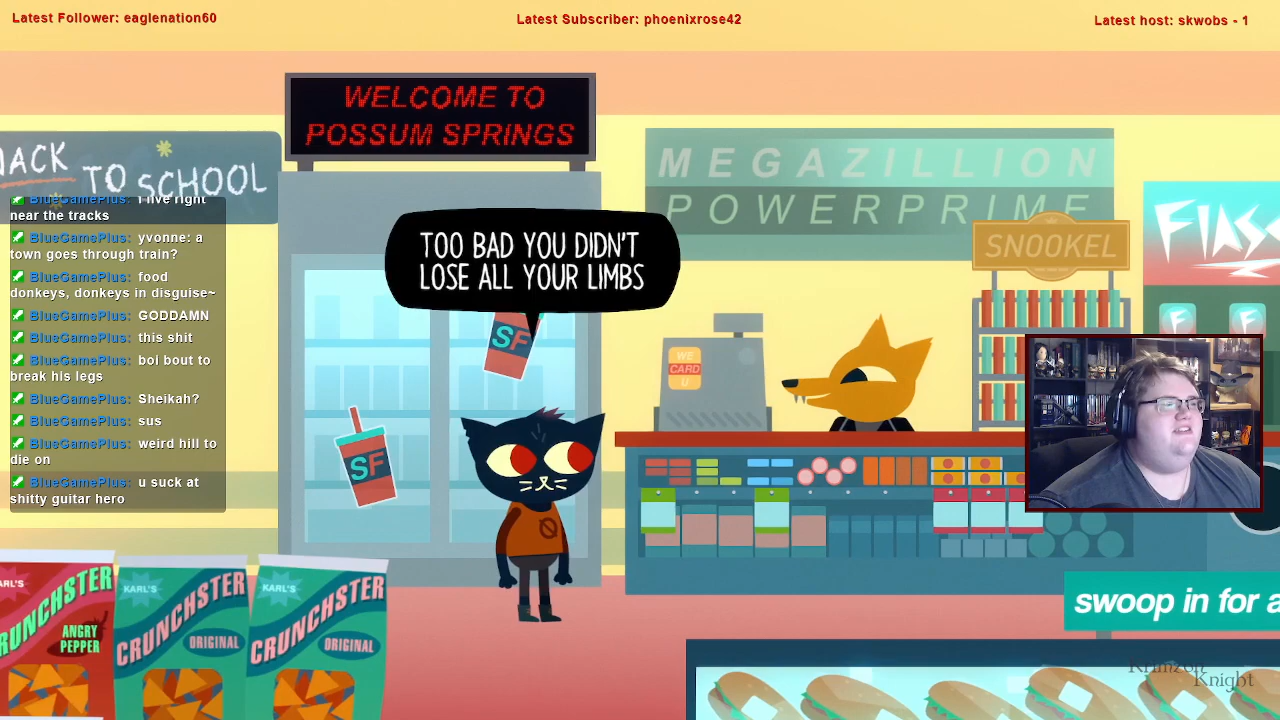 Latest Follower: eaglenation60
Latest Subscriber: phoenixrose42
Latest host: skwobs - 1
WELCOME TO
POSSUM SPRINGS
TO SCHOOL
MEGAZILLION
POWERPRIME
SNOOKEL
BlueGamePlus: I live right
near the tracks
BlueGamePlus: yvonne: a
town goes through train?
BlueGamePlus: food
donkeys, donkeys in disguise~
BlueGamePlus: GODDAMN
BlueGamePlus: this shit
BlueGamePlus: boi bout to
break his legs
BlueGamePlus: Sheikah?
BlueGamePlus: sus
BlueGamePlus: weird hill to
die on
BlueGamePlus: u suck at
shitty guitar hero
TOO BAD YOU DIDN'T
LOSE ALL YOUR LIMBS
SF
SF
WE
CARD
U
F
F
KARL'S
CRUNCHSTER
ANGRY
PEPPER
KARL'S
CRUNCHSTER
ORIGINAL
KARL'S
CRUNCHSTER
ORIGINAL
swoop in for a
Krimzon
Knight